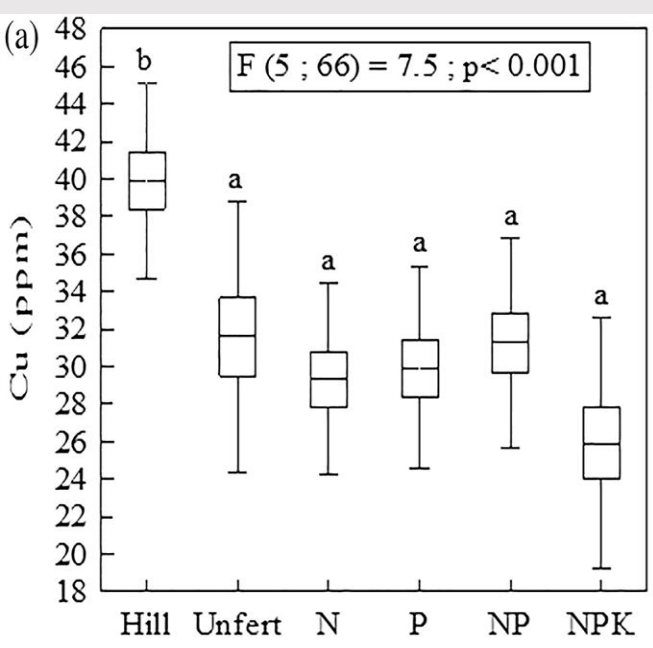 (a)
b
F (5 ; 66) = 7.5 ; p< 0.001
a
a
a
a
a
Cu (ppm)
48
46
44
42
40
38
36
34
32
30
28
26
24
22
20
18
Hill Unfert N P NP NPK